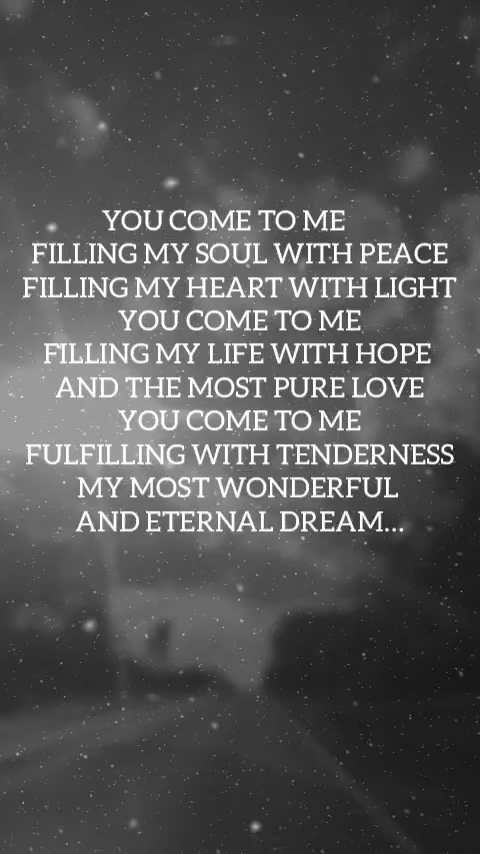 YOU COME TO ME
FILLING MY SOUL WITH PEACE
FILLING MY HEART WITH LIGHT
YOU COME TO ME
FILLING MY LIFE WITH HOPE
AND THE MOST PURE LOVE
YOU COME TO ME
FULFILLING WITH TENDERNESS
MY MOST WONDERFUL
AND ETERNAL DREAM...